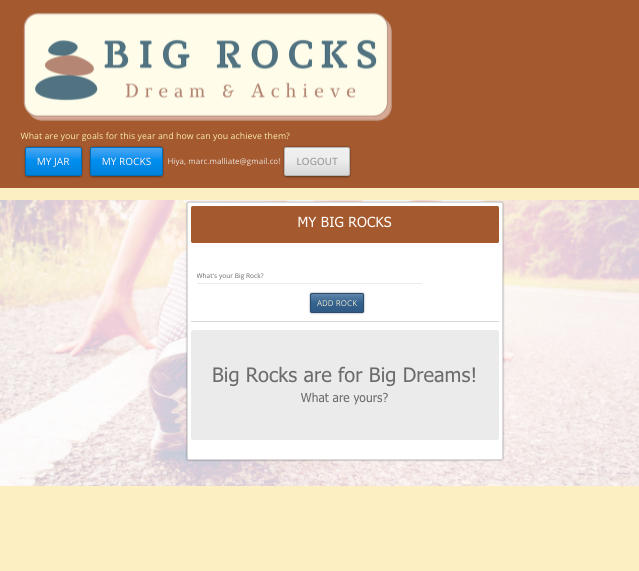 BIG ROCKS
Dream & Achieve
What are your goals for this year and how can you achieve them?
MY JAR MY ROCKS Hiya, marc.malliate@gmail.co! LOGOUT
MY BIG ROCKS
What's your Big Rock?
ADD ROCK
Big Rocks are for Big Dreams!
What are yours?